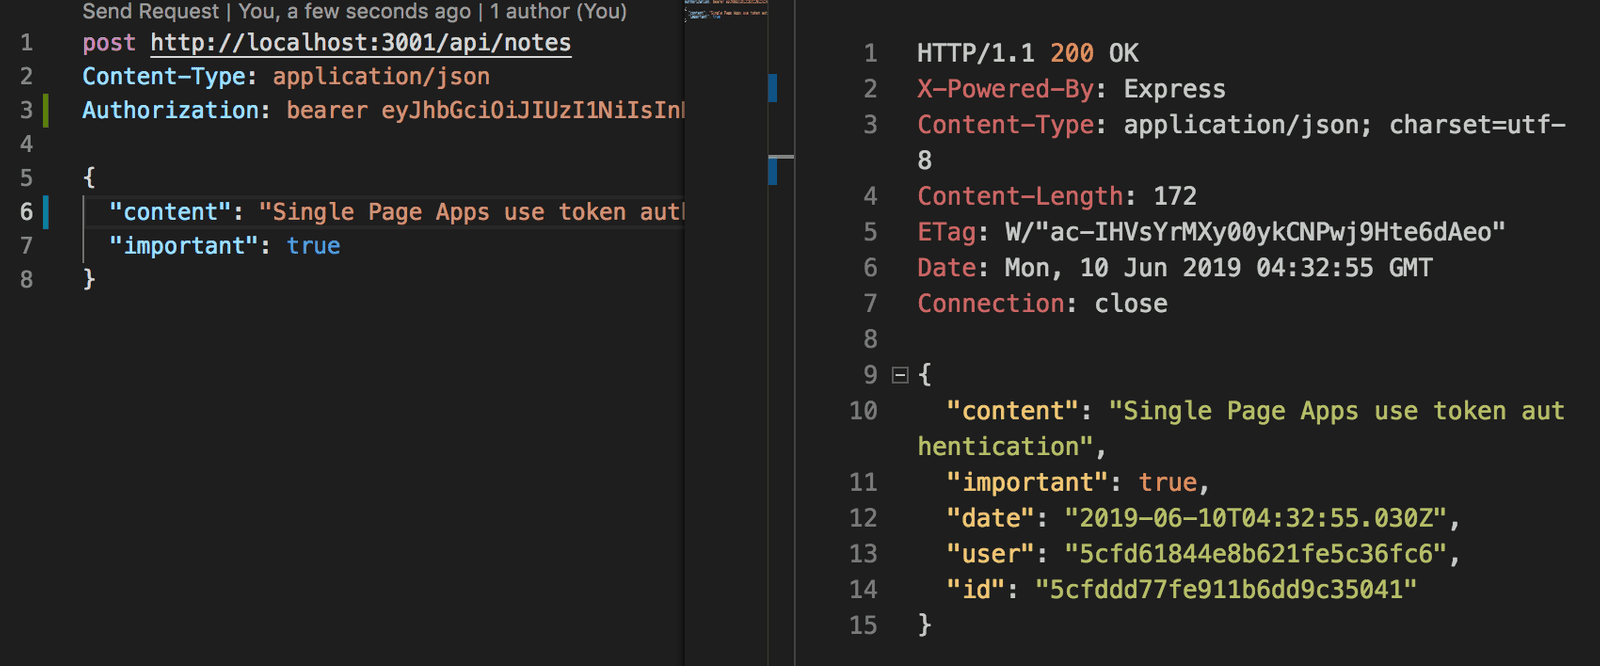 Send Request | You, a few seconds ago | 1 author (You)
1 post http://localhost:3001/api/notes
2 Content-Type: application/json
3 Authorization: bearer eyJhbGciOiJIUzI1NiIsIn
4
5 {
6 "content": "Single Page Apps use token aut
7 "important": true
8 }
1 HTTP/1.1 200 OK
2 X-Powered-By: Express
3 Content-Type: application/json; charset=utf-
8
4 Content-Length: 172
5 ETag: W/"ac-IHVsYrMXy00ykCNPwj9Hte6dAeo"
6 Date: Mon, 10 Jun 2019 04:32:55 GMT
7 Connection: close
8
9 {
10 "content": "Single Page Apps use token aut
hentication",
11 "important": true,
12 "date": "2019-06-10T04:32:55.030Z",
13 "user": "5cfd61844e8b621fe5c36fc6",
14 "id": "5cfddd77fe911b6dd9c35041"
15 }